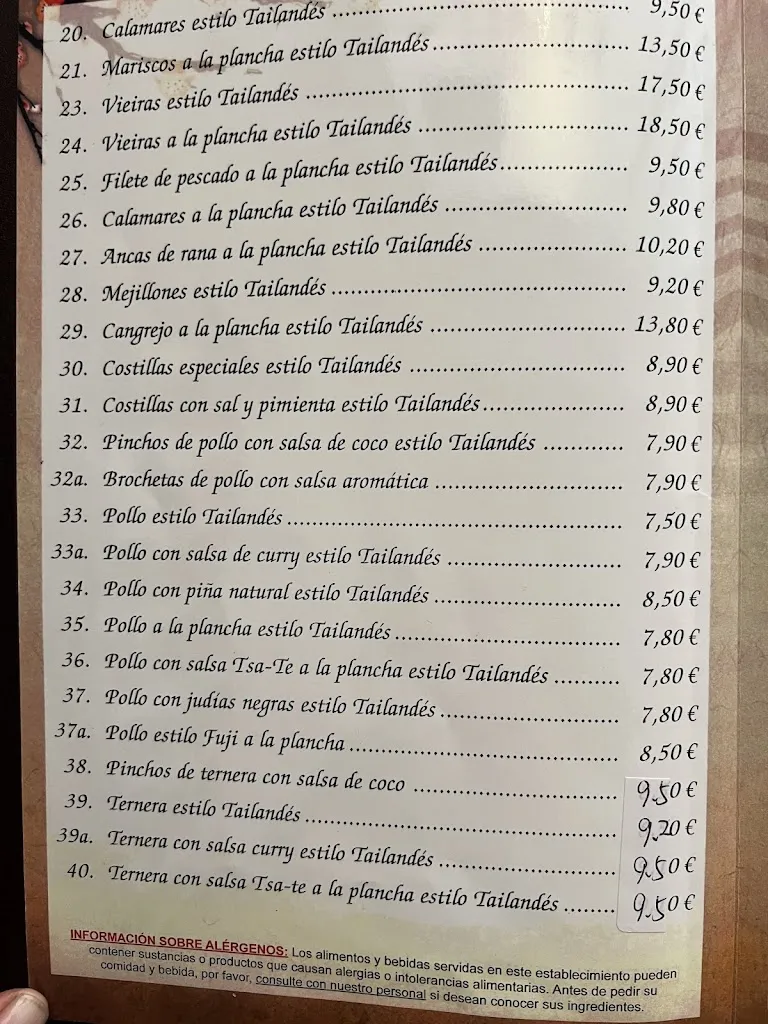 20. Calamares estilo Tailandés ........ 9,50 €
21. Mariscos a la plancha estilo Tailandés ........ 13,50 €
23. Vieiras estilo Tailandés ........ 17,50 €
24. Vieiras a la plancha estilo Tailandés ........ 18,50 €
25. Filete de pescado a la plancha estilo Tailandés ........ 9,50 €
26. Calamares a la plancha estilo Tailandés ........ 9,80 €
27. Ancas de rana a la plancha estilo Tailandés ........ 10,20 €
28. Mejillones estilo Tailandés ........ 9,20 €
29. Cangrejo a la plancha estilo Tailandés ........ 13,80 €
30. Costillas especiales estilo Tailandés ........ 8,90 €
31. Costillas con sal y pimienta estilo Tailandés ........ 8,90 €
32. Pinchos de pollo con salsa de coco estilo Tailandés ........ 7,90 €
32a. Brochetas de pollo con salsa aromática ........ 7,90 €
33. Pollo estilo Tailandés ........ 7,50 €
33a. Pollo con salsa de curry estilo Tailandés ........ 7,90 €
34. Pollo con piña natural estilo Tailandés ........ 8,50 €
35. Pollo a la plancha estilo Tailandés ........ 7,80 €
36. Pollo con salsa Tsa-Te a la plancha estilo Tailandés ........ 7,80 €
37. Pollo con judías negras estilo Tailandés ........ 7,80 €
37a. Pollo estilo Fuji a la plancha ........ 8,50 €
38. Pinchos de ternera con salsa de coco ........ 9.50 €
39. Ternera estilo Tailandés ........ 9,20 €
39a. Ternera con salsa curry estilo Tailandés ........ 9.50 €
40. Ternera con salsa Tsa-te a la plancha estilo Tailandés ........ 9.50 €
INFORMACIÓN SOBRE ALÉRGENOS: Los alimentos y bebidas servidas en este establecimiento pueden
contener sustancias o productos que causan alergias o intolerancias alimentarias. Antes de pedir su
comidad y bebida, por favor, consulte con nuestro personal si desean conocer sus ingredientes.